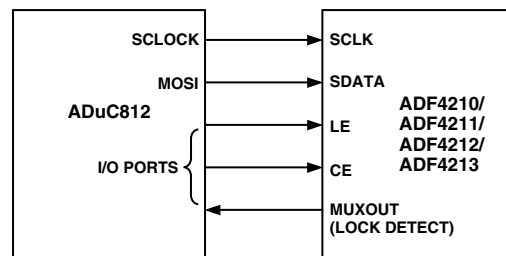 SCLOCK
MOSI
ADuC812
I/O PORTS
SCLK
SDATA
LE
CE
MUXOUT
(LOCK DETECT)
ADF4210/
ADF4211/
ADF4212/
ADF4213